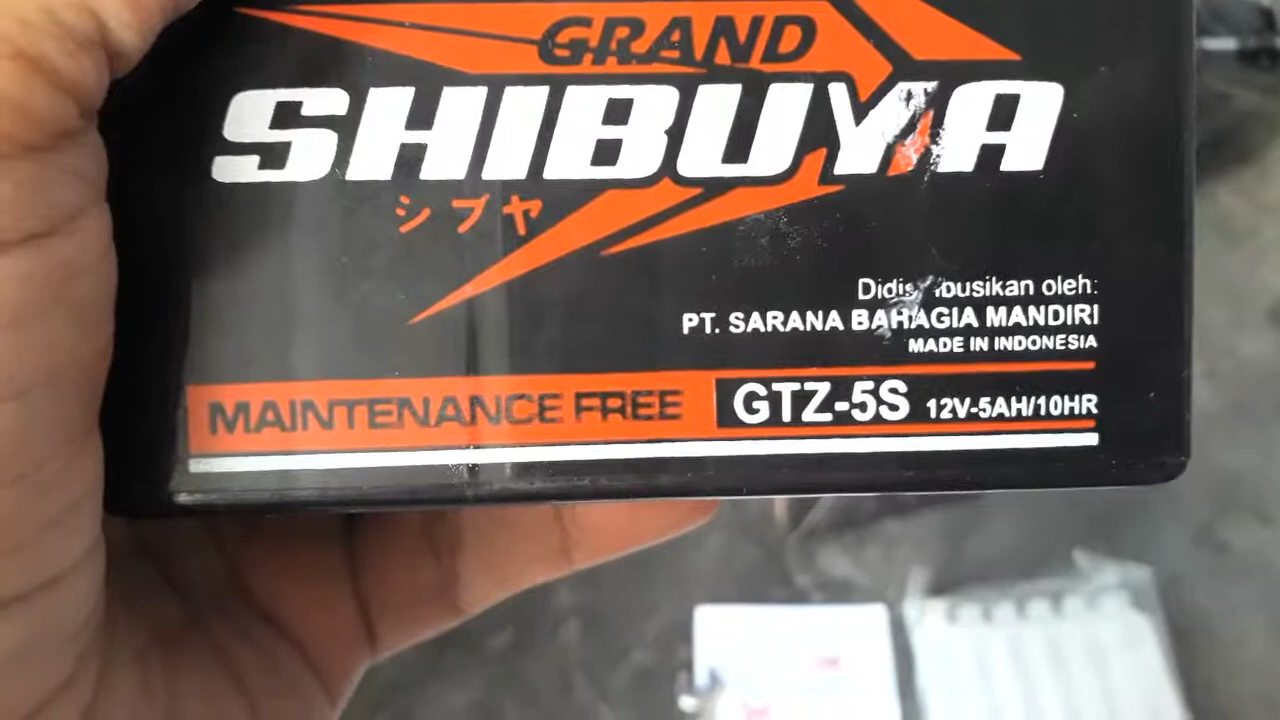 GRAND
SHIBUYA
シブヤ
Didistribusikan oleh:
PT. SARANA BAHAGIA MANDIRI
MADE IN INDONESIA
MAINTENANCE FREE
GTZ-5S 12V-5AH/10HR